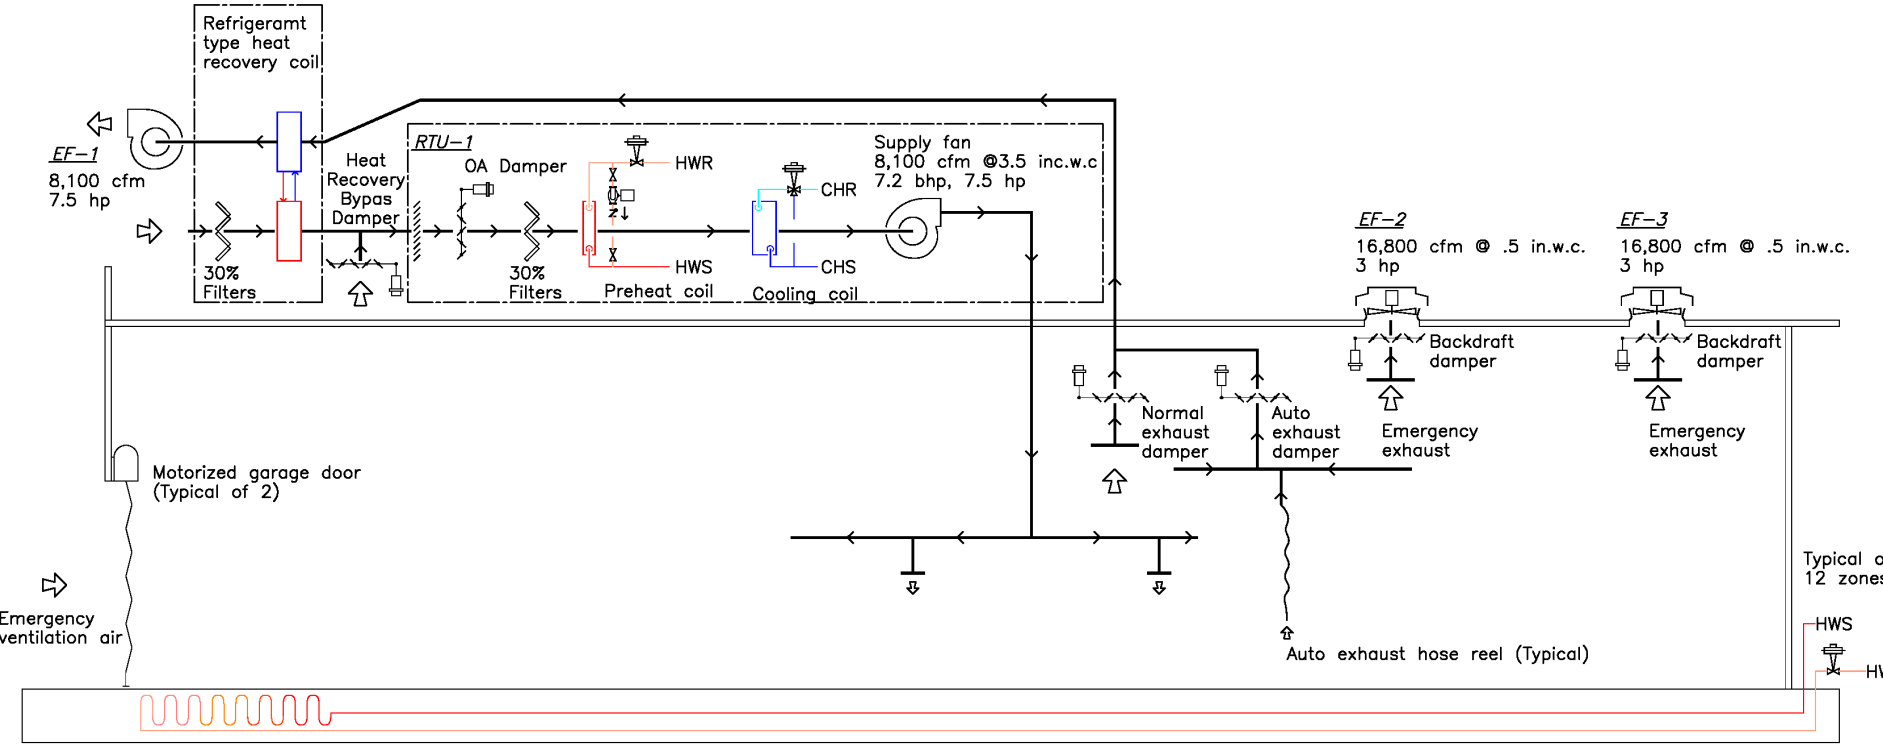 Refrigeramt
type heat
recovery coil
EF-1
8,100 cfm
7.5 hp
30%
Filters
Heat
Recovery
Bypas
Damper
RTU-1
OA Damper
30%
Filters
HWR
HWS
Preheat coil
CHR
CHS
Cooling coil
Supply fan
8,100 cfm @3.5 inc.w.c
7.2 bhp, 7.5 hp
EF-2
16,800 cfm @ .5 in.w.c.
3 hp
Backdraft
damper
Emergency
exhaust
EF-3
16,800 cfm @ .5 in.w.c.
3 hp
Backdraft
damper
Emergency
exhaust
Normal
exhaust
damper
Auto
exhaust
damper
Motorized garage door
(Typical of 2)
Emergency
ventilation air
Auto exhaust hose reel (Typical)
Typical
12 zones
HWS